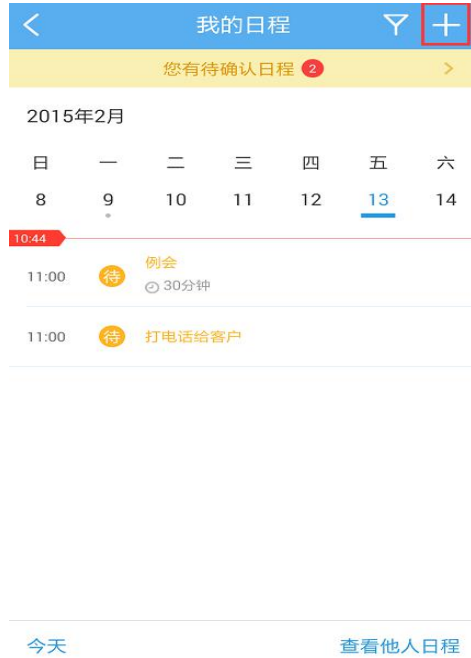 我的日程
您有待确认日程 2
2015年2月
日 一 二 三 四 五 六
8 9 10 11 12 13 14
10:44
11:00 待 例会
30分钟
11:00 待 打电话给客户
今天 查看他人日程